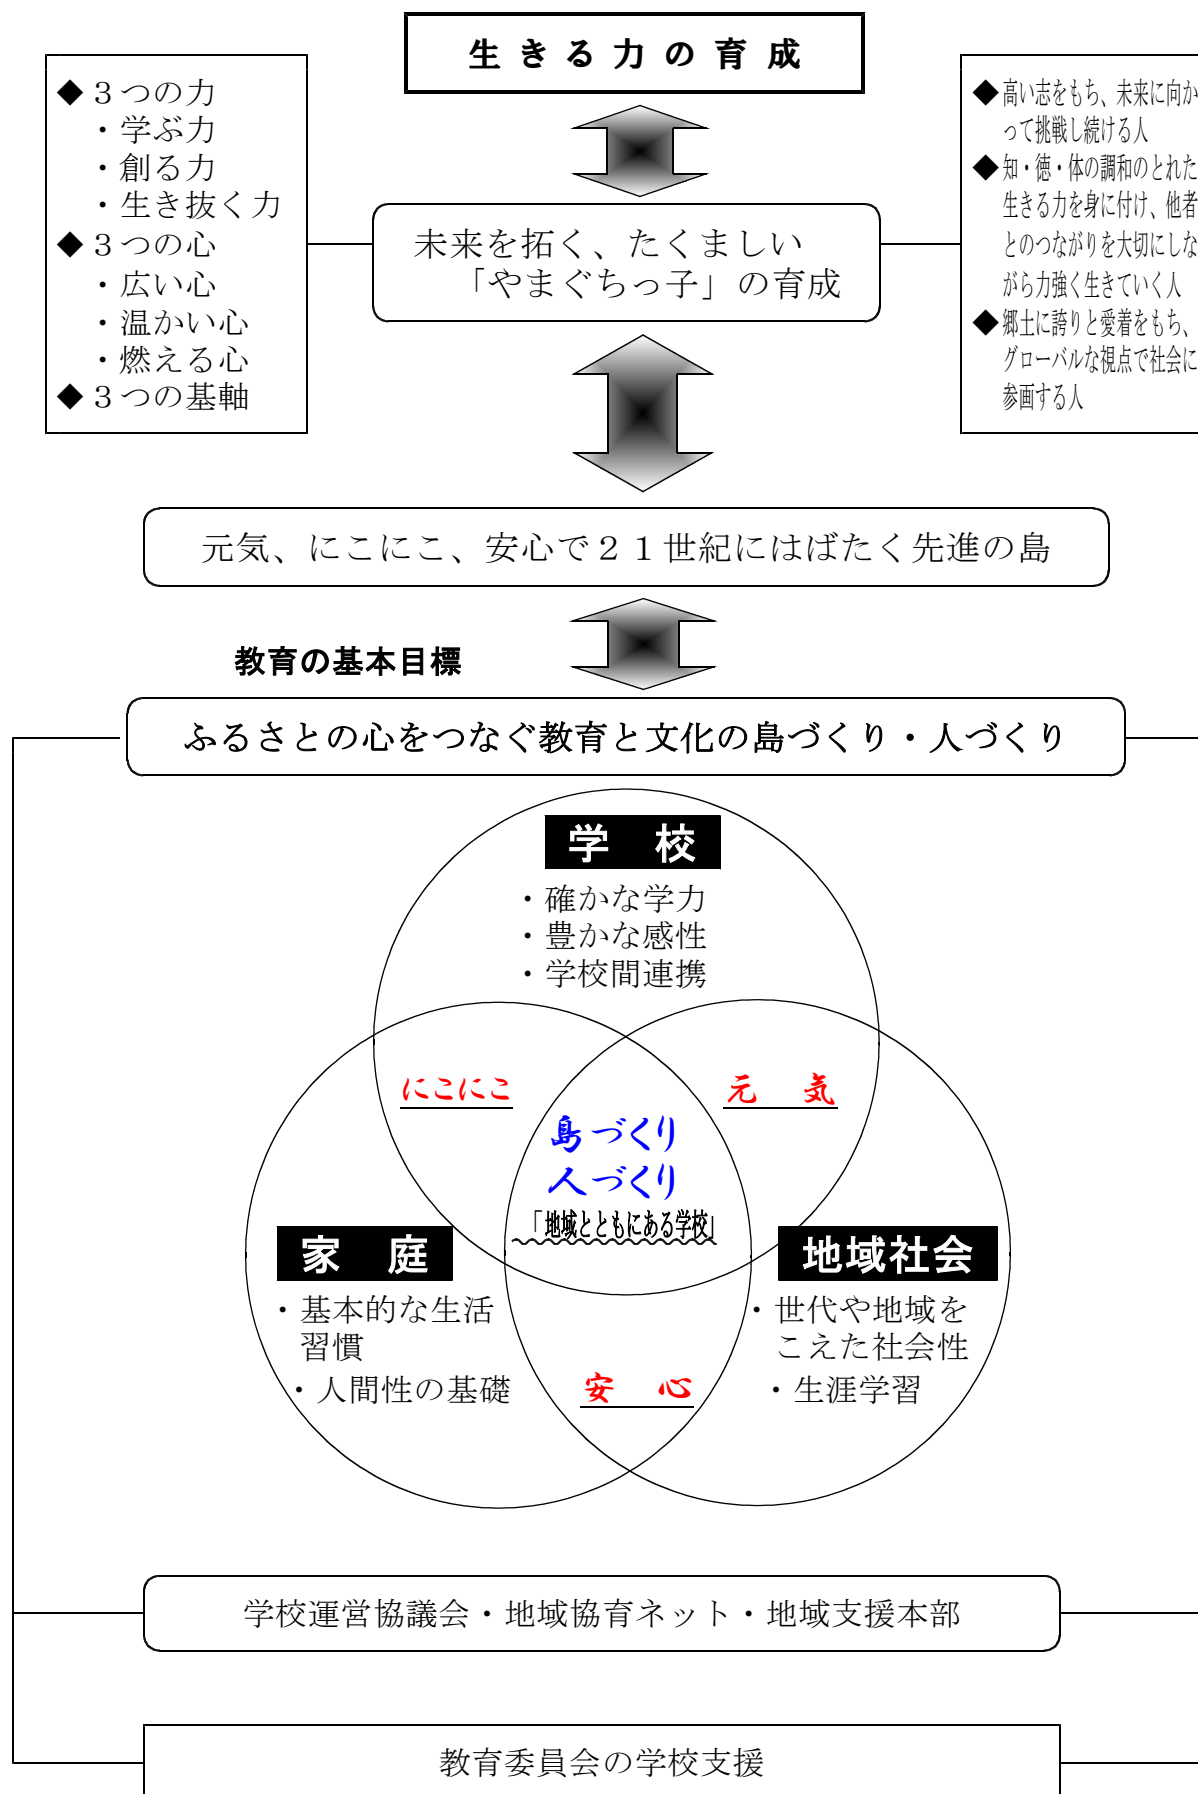 生きる力の育成
◆３つの力
・学ぶ力
・創る力
・生き抜く力
◆３つの心
・広い心
・温かい心
・燃える心
◆３つの基軸
未来を拓く、たくましい
「やまぐちっ子」の育成
◆高い志をもち、未来に向か
って挑戦し続ける人
◆知・徳・体の調和のとれた
生きる力を身に付け、他者
とのつながりを大切にしな
がら力強く生きていく人
◆郷土に誇りと愛着をもち、
グローバルな視点で社会に
参画する人
元気、にこにこ、安心で２１世紀にはばたく先進の島
教育の基本目標
ふるさとの心をつなぐ教育と文化の島づくり・人づくり
学　校
・確かな学力
・豊かな感性
・学校間連携
にこにこ
元　気
島づくり
人づくり
「地域とともにある学校」
家　庭
・基本的な生活
習慣
・人間性の基礎
地域社会
・世代や地域を
こえた社会性
・生涯学習
安　心
学校運営協議会・地域協育ネット・地域支援本部
教育委員会の学校支援